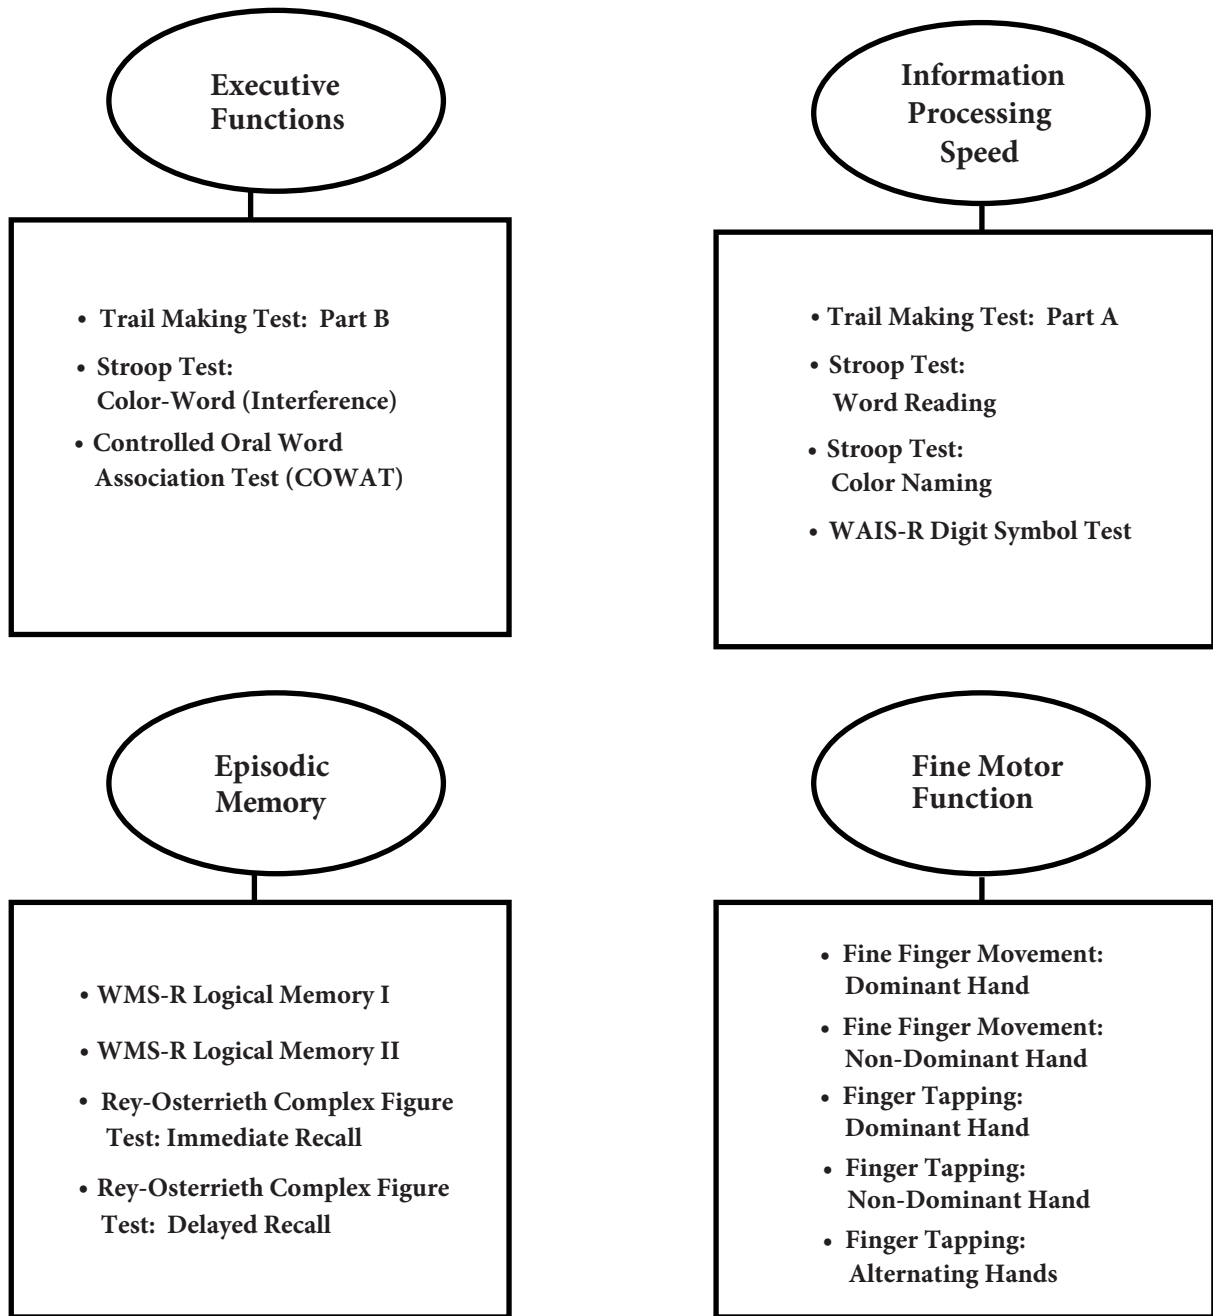 Executive
Functions
• Trail Making Test: Part B
• Stroop Test:
Color-Word (Interference)
• Controlled Oral Word
Association Test (COWAT)
Information
Processing
Speed
• Trail Making Test: Part A
• Stroop Test:
Word Reading
• Stroop Test:
Color Naming
• WAIS-R Digit Symbol Test
Episodic
Memory
• WMS-R Logical Memory I
• WMS-R Logical Memory II
• Rey-Osterrieth Complex Figure
Test: Immediate Recall
• Rey-Osterrieth Complex Figure
Test: Delayed Recall
Fine Motor
Function
• Fine Finger Movement:
Dominant Hand
• Fine Finger Movement:
Non-Dominant Hand
• Finger Tapping:
Dominant Hand
• Finger Tapping:
Non-Dominant Hand
• Finger Tapping:
Alternating Hands